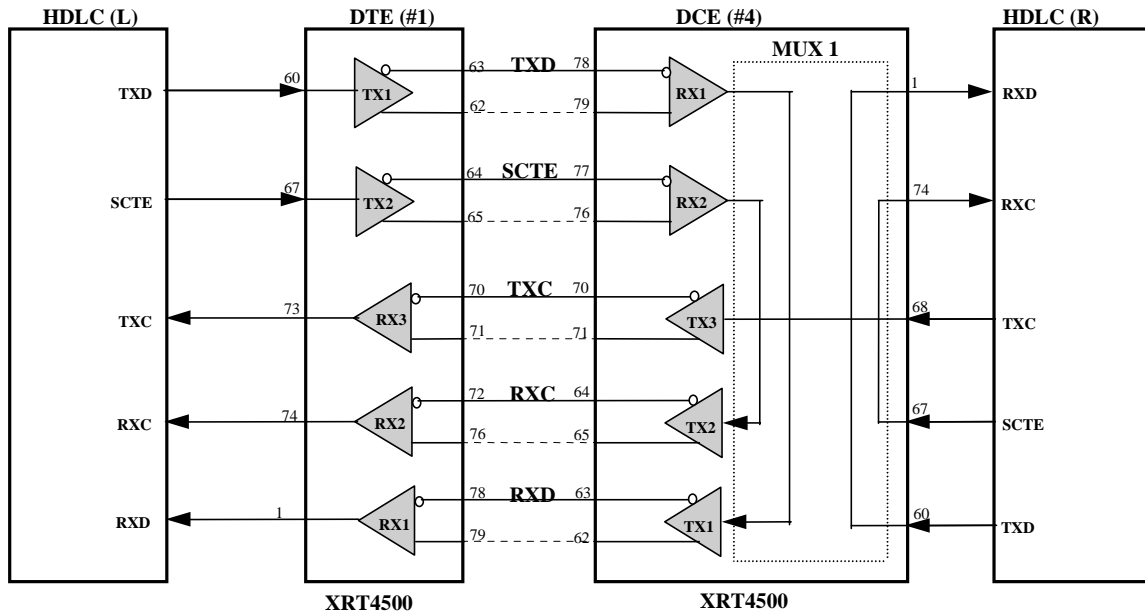 HDLC (L) DTE (#1) DCE (#4) HDLC (R)
MUX 1
TXD 60 TX1 63 TXD 78 RX1 1 RXD
62 79
SCTE 67 TX2 64 SCTE 77 RX2 74 RXC
65 76
TXC 73 RX3 70 TXC 70 TX3 68 TXC
71 71
RXC 74 RX2 72 RXC 64 TX2 67 SCTE
76 65
RXD 1 RX1 78 RXD 63 TX1 60 TXD
79 62
XRT4500 XRT4500